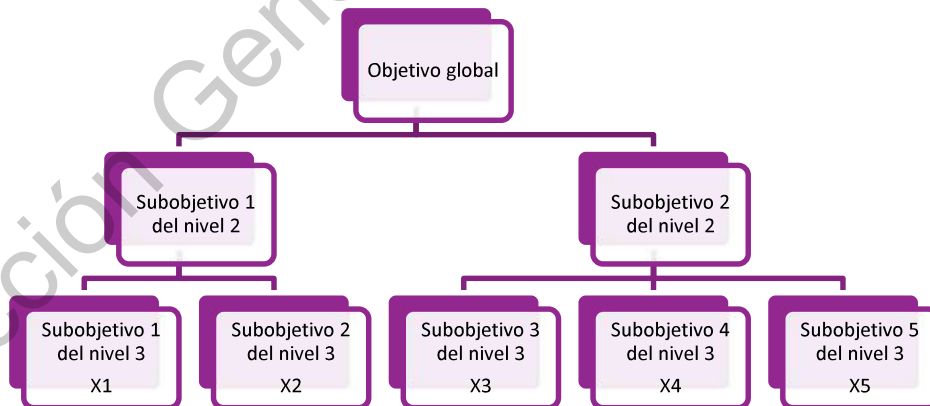 Objetivo global
Subobjetivo 1
del nivel 2
Subobjetivo 2
del nivel 2
Subobjetivo 1
del nivel 3
X1
Subobjetivo 2
del nivel 3
X2
Subobjetivo 3
del nivel 3
X3
Subobjetivo 4
del nivel 3
X4
Subobjetivo 5
del nivel 3
X5